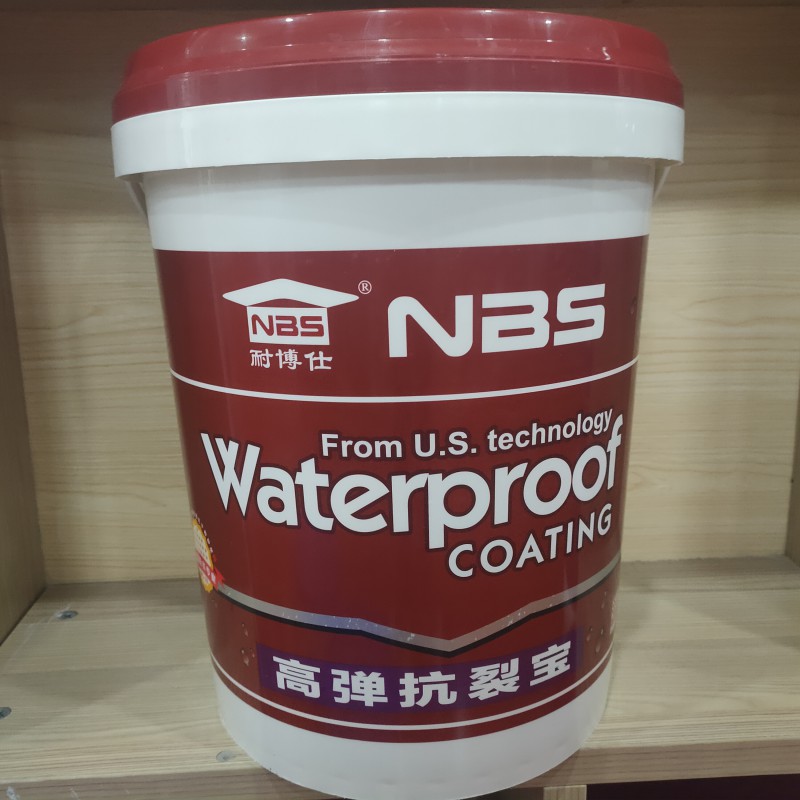 NBS
耐博仕
®
NBS
From U.S. technology
Waterproof
COATING
高弹抗裂宝